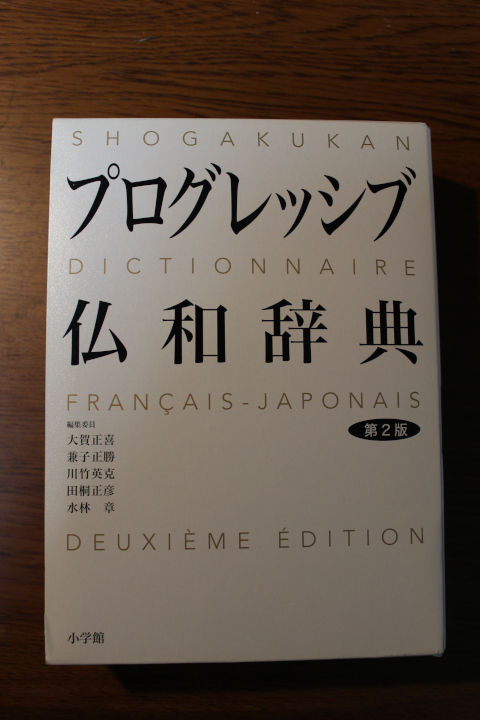 SHOGAKUKAN
プログレッシブ
DICTIONNAIRE
仏和辞典
FRANÇAIS-JAPONAIS
第2版
編集委員
大賀正喜
兼子正勝
川竹英克
田桐正彦
水林 章
DEUXIÈME ÉDITION
小学館